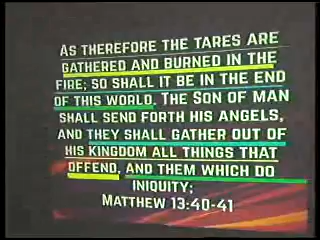 AS THEREFORE THE TARES ARE
GATHERED AND BURNED IN THE
FIRE; SO SHALL IT BE IN THE END
OF THIS WORLD. THE SON OF MAN
SHALL SEND FORTH HIS ANGELS,
AND THEY SHALL GATHER OUT OF
HIS KINGDOM ALL THINGS THAT
OFFEND, AND THEM WHICH DO
INIQUITY;
MATTHEW 13:40-41